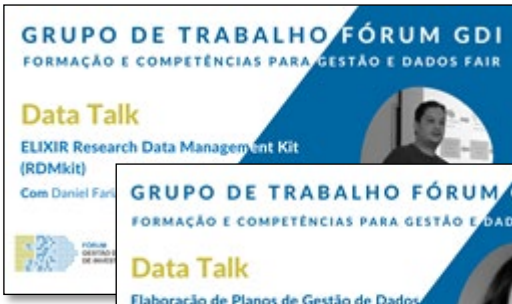 GRUPO DE TRABALHO FÓRUM GDI
FORMAÇÃO E COMPETÊNCIAS PARA GESTÃO E DADOS FAIR
Data Talk
ELIXIR Research Data Management Kit
(RDMkit)
Com Daniel Faria
FÓRUM
GRUPO DE TRABALHO FÓRUM
FORMAÇÃO E COMPETÊNCIAS PARA GESTÃO E
Data Talk
Elaboração de Planos de Gestão de Dados